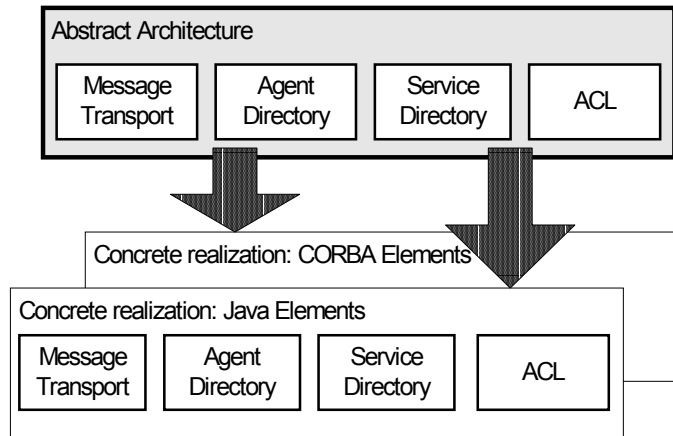 Abstract Architecture
Message
Transport
Agent
Directory
Service
Directory
ACL
Concrete realization: CORBA Elements
Concrete realization: Java Elements
Message
Transport
Agent
Directory
Service
Directory
ACL